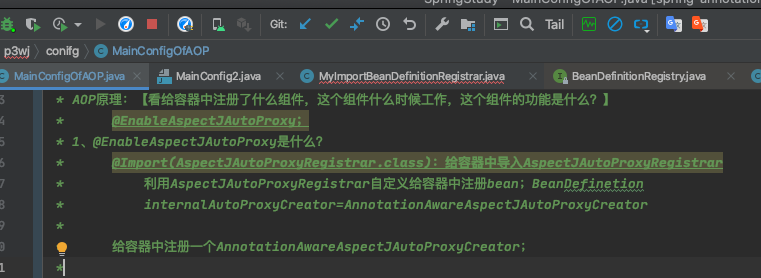 Git:
Tail
p3wj
conifg
MainConfigOfAOP
MainConfigOfAOP.java
MainConfig2.java
MyImportBeanDefinitionRegistrar.java
BeanDefinitionRegistry.java
3 * AOP原理：【看给容器中注册了什么组件，这个组件什么时候工作，这个组件的功能是什么？】
4 * @EnableAspectJAutoProxy；
5 * 1、@EnableAspectJAutoProxy是什么？
6 * @Import(AspectJAutoProxyRegistrar.class)：给容器中导入AspectJAutoProxyRegistrar
7 * 利用AspectJAutoProxyRegistrar自定义给容器中注册bean；BeanDefinetion
8 * internalAutoProxyCreator=AnnotationAwareAspectJAutoProxyCreator
9 *
0 给容器中注册一个AnnotationAwareAspectJAutoProxyCreator；
1 *